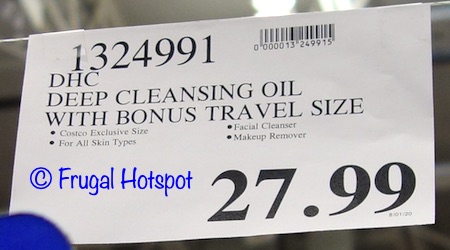 1324991
0000013249915
DHC
DEEP CLEANSING OIL
WITH BONUS TRAVEL SIZE
• Costco Exclusive Size
• For All Skin Types
• Facial Cleanser
• Makeup Remover
© Frugal Hotspot
27.99